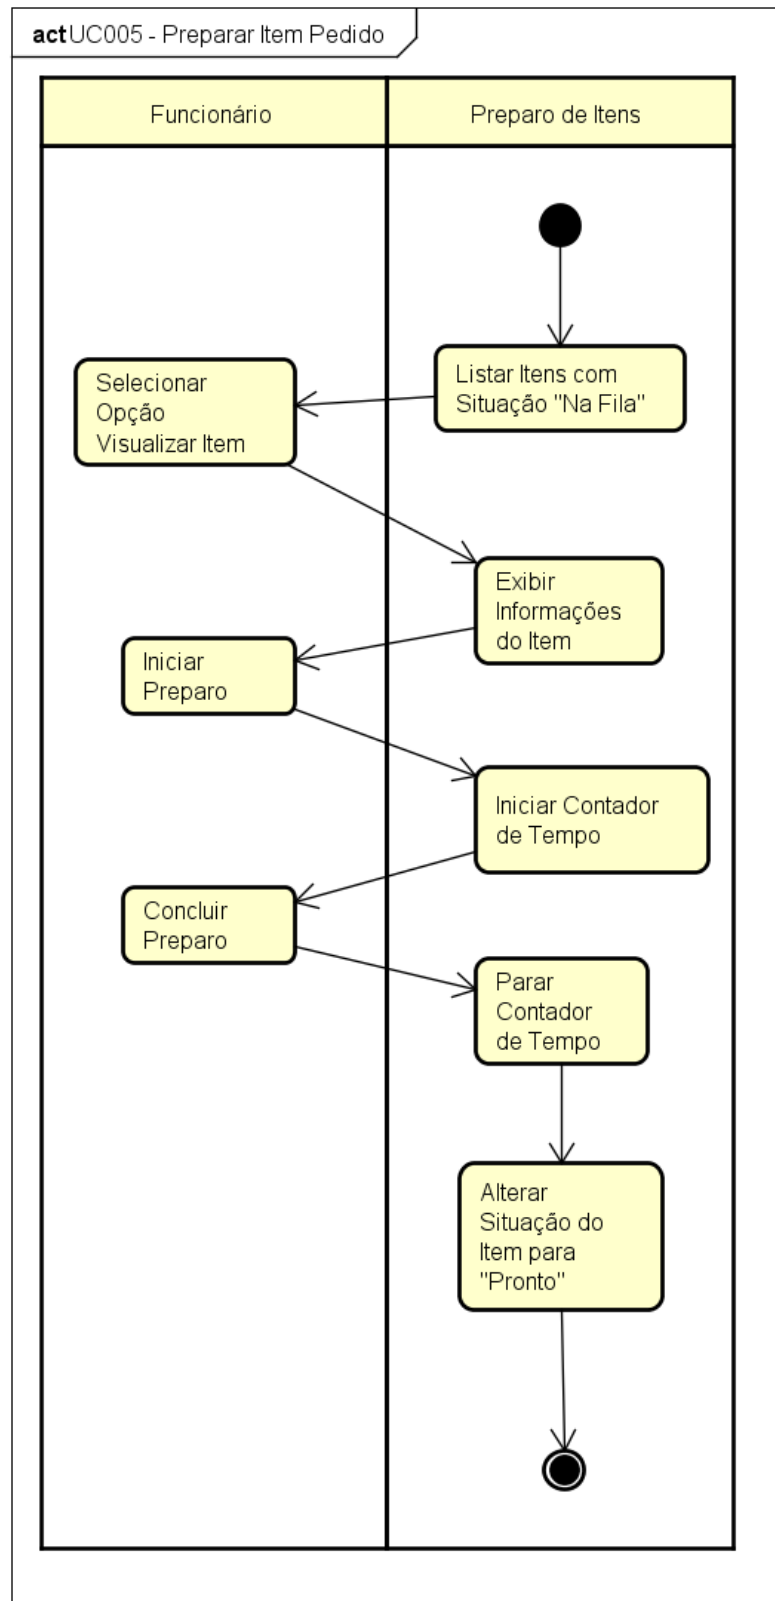 actUC005 - Preparar Item Pedido
Funcionário
Preparo de Itens
Listar Itens com
Situação "Na Fila"
Selecionar
Opção
Visualizar Item
Exibir
Informações
do Item
Iniciar
Preparo
Iniciar Contador
de Tempo
Concluir
Preparo
Parar
Contador
de Tempo
Alterar
Situação do
Item para
"Pronto"